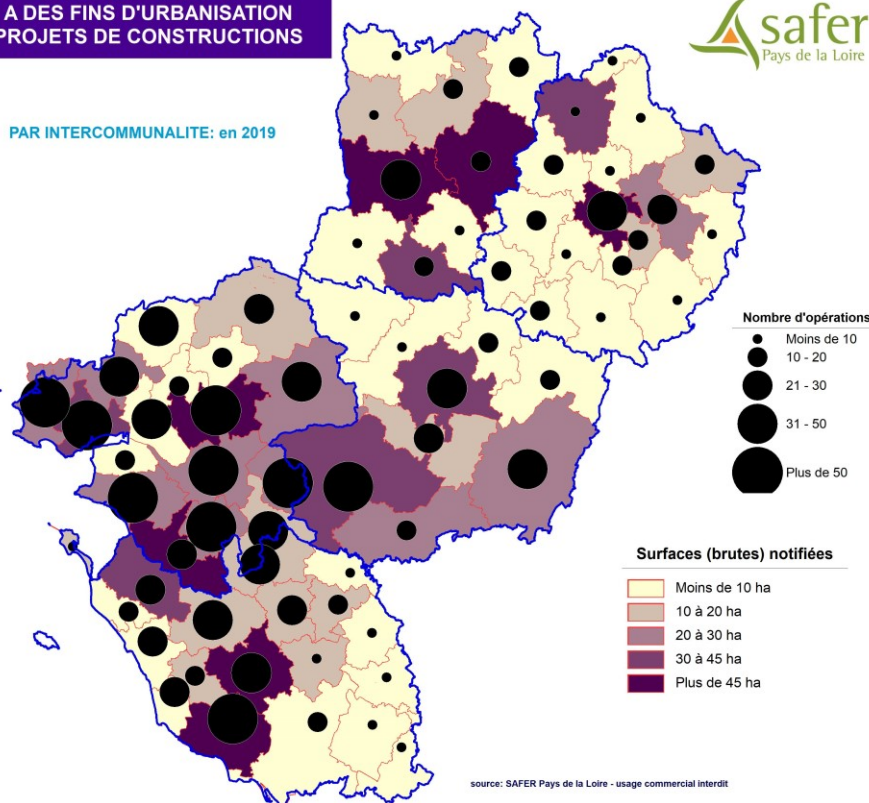 A DES FINS D'URBANISATION
PROJETS DE CONSTRUCTIONS
safer
Pays de la Loire
PAR INTERCOMMUNALITE: en 2019
Nombre d'opérations
Moins de 10
10 - 20
21 - 30
31 - 50
Plus de 50
Surfaces (brutes) notifiées
Moins de 10 ha
10 à 20 ha
20 à 30 ha
30 à 45 ha
Plus de 45 ha
source: SAFER Pays de la Loire - usage commercial interdit